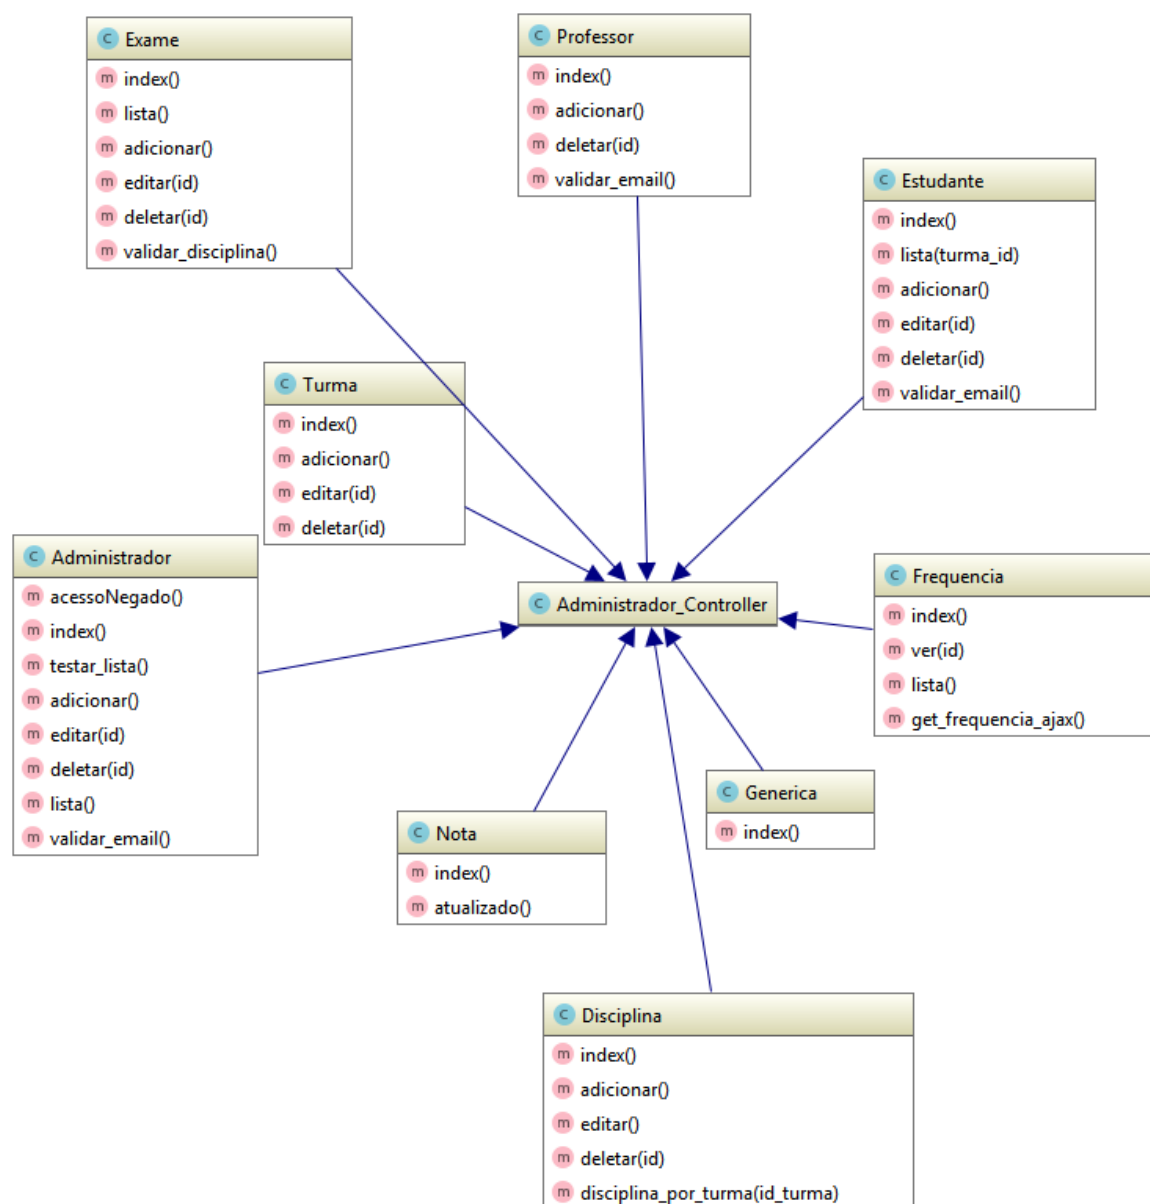 Exame
index()
lista()
adicionar()
editar(id)
deletar(id)
validar_disciplina()
Professor
index()
adicionar()
deletar(id)
validar_email()
Estudante
index()
lista(turma_id)
adicionar()
editar(id)
deletar(id)
validar_email()
Turma
index()
adicionar()
editar(id)
deletar(id)
Administrador
acessoNegado()
index()
testar_lista()
adicionar()
editar(id)
deletar(id)
lista()
validar_email()
Administrador_Controller
Frequencia
index()
ver(id)
lista()
get_frequencia_ajax()
Generica
index()
Nota
index()
atualizado()
Disciplina
index()
adicionar()
editar()
deletar(id)
disciplina_por_turma(id_turma)